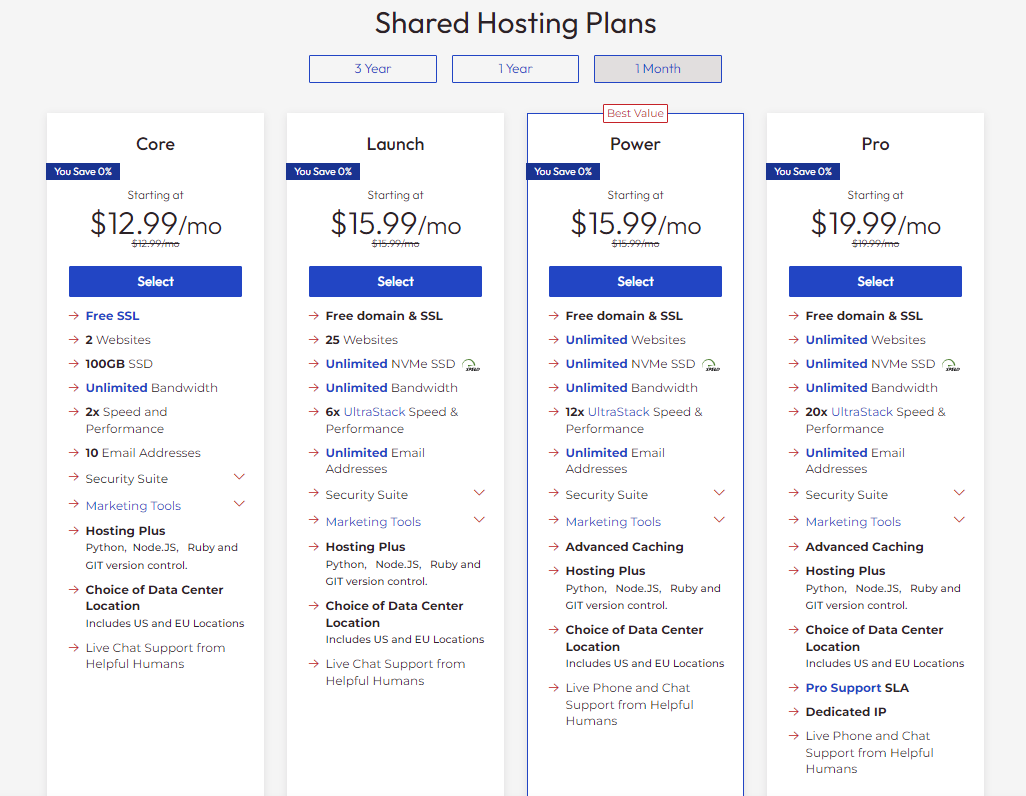 Shared Hosting Plans
3 Year
1 Year
1 Month
Core
You Save 0%
Starting at
$12.99/mo
$12.99/mo
Select
Free SSL
2 Websites
100GB SSD
Unlimited Bandwidth
2x Speed and
Performance
10 Email Addresses
Security Suite
Marketing Tools
Hosting Plus
Python, Node.JS, Ruby and
GIT version control.
Choice of Data Center
Location
Includes US and EU Locations
Live Chat Support from
Helpful Humans
Launch
You Save 0%
Starting at
$15.99/mo
$15.99/mo
Select
Free domain & SSL
25 Websites
Unlimited NVMe SSD
Unlimited Bandwidth
6x UltraStack Speed &
Performance
Unlimited Email
Addresses
Security Suite
Marketing Tools
Hosting Plus
Python, Node.JS, Ruby and
GIT version control.
Choice of Data Center
Location
Includes US and EU Locations
Live Chat Support from
Helpful Humans
Best Value
Power
You Save 0%
Starting at
$15.99/mo
$15.99/mo
Select
Free domain & SSL
Unlimited Websites
Unlimited NVMe SSD
Unlimited Bandwidth
12x UltraStack Speed &
Performance
Unlimited Email
Addresses
Security Suite
Marketing Tools
Advanced Caching
Hosting Plus
Python, Node.JS, Ruby and
GIT version control.
Choice of Data Center
Location
Includes US and EU Locations
Live Phone and Chat
Support from Helpful
Humans
Pro
You Save 0%
Starting at
$19.99/mo
$19.99/mo
Select
Free domain & SSL
Unlimited Websites
Unlimited NVMe SSD
Unlimited Bandwidth
20x UltraStack Speed &
Performance
Unlimited Email
Addresses
Security Suite
Marketing Tools
Advanced Caching
Hosting Plus
Python, Node.JS, Ruby and
GIT version control.
Choice of Data Center
Location
Includes US and EU Locations
Pro Support SLA
Dedicated IP
Live Phone and Chat
Support from Helpful
Humans